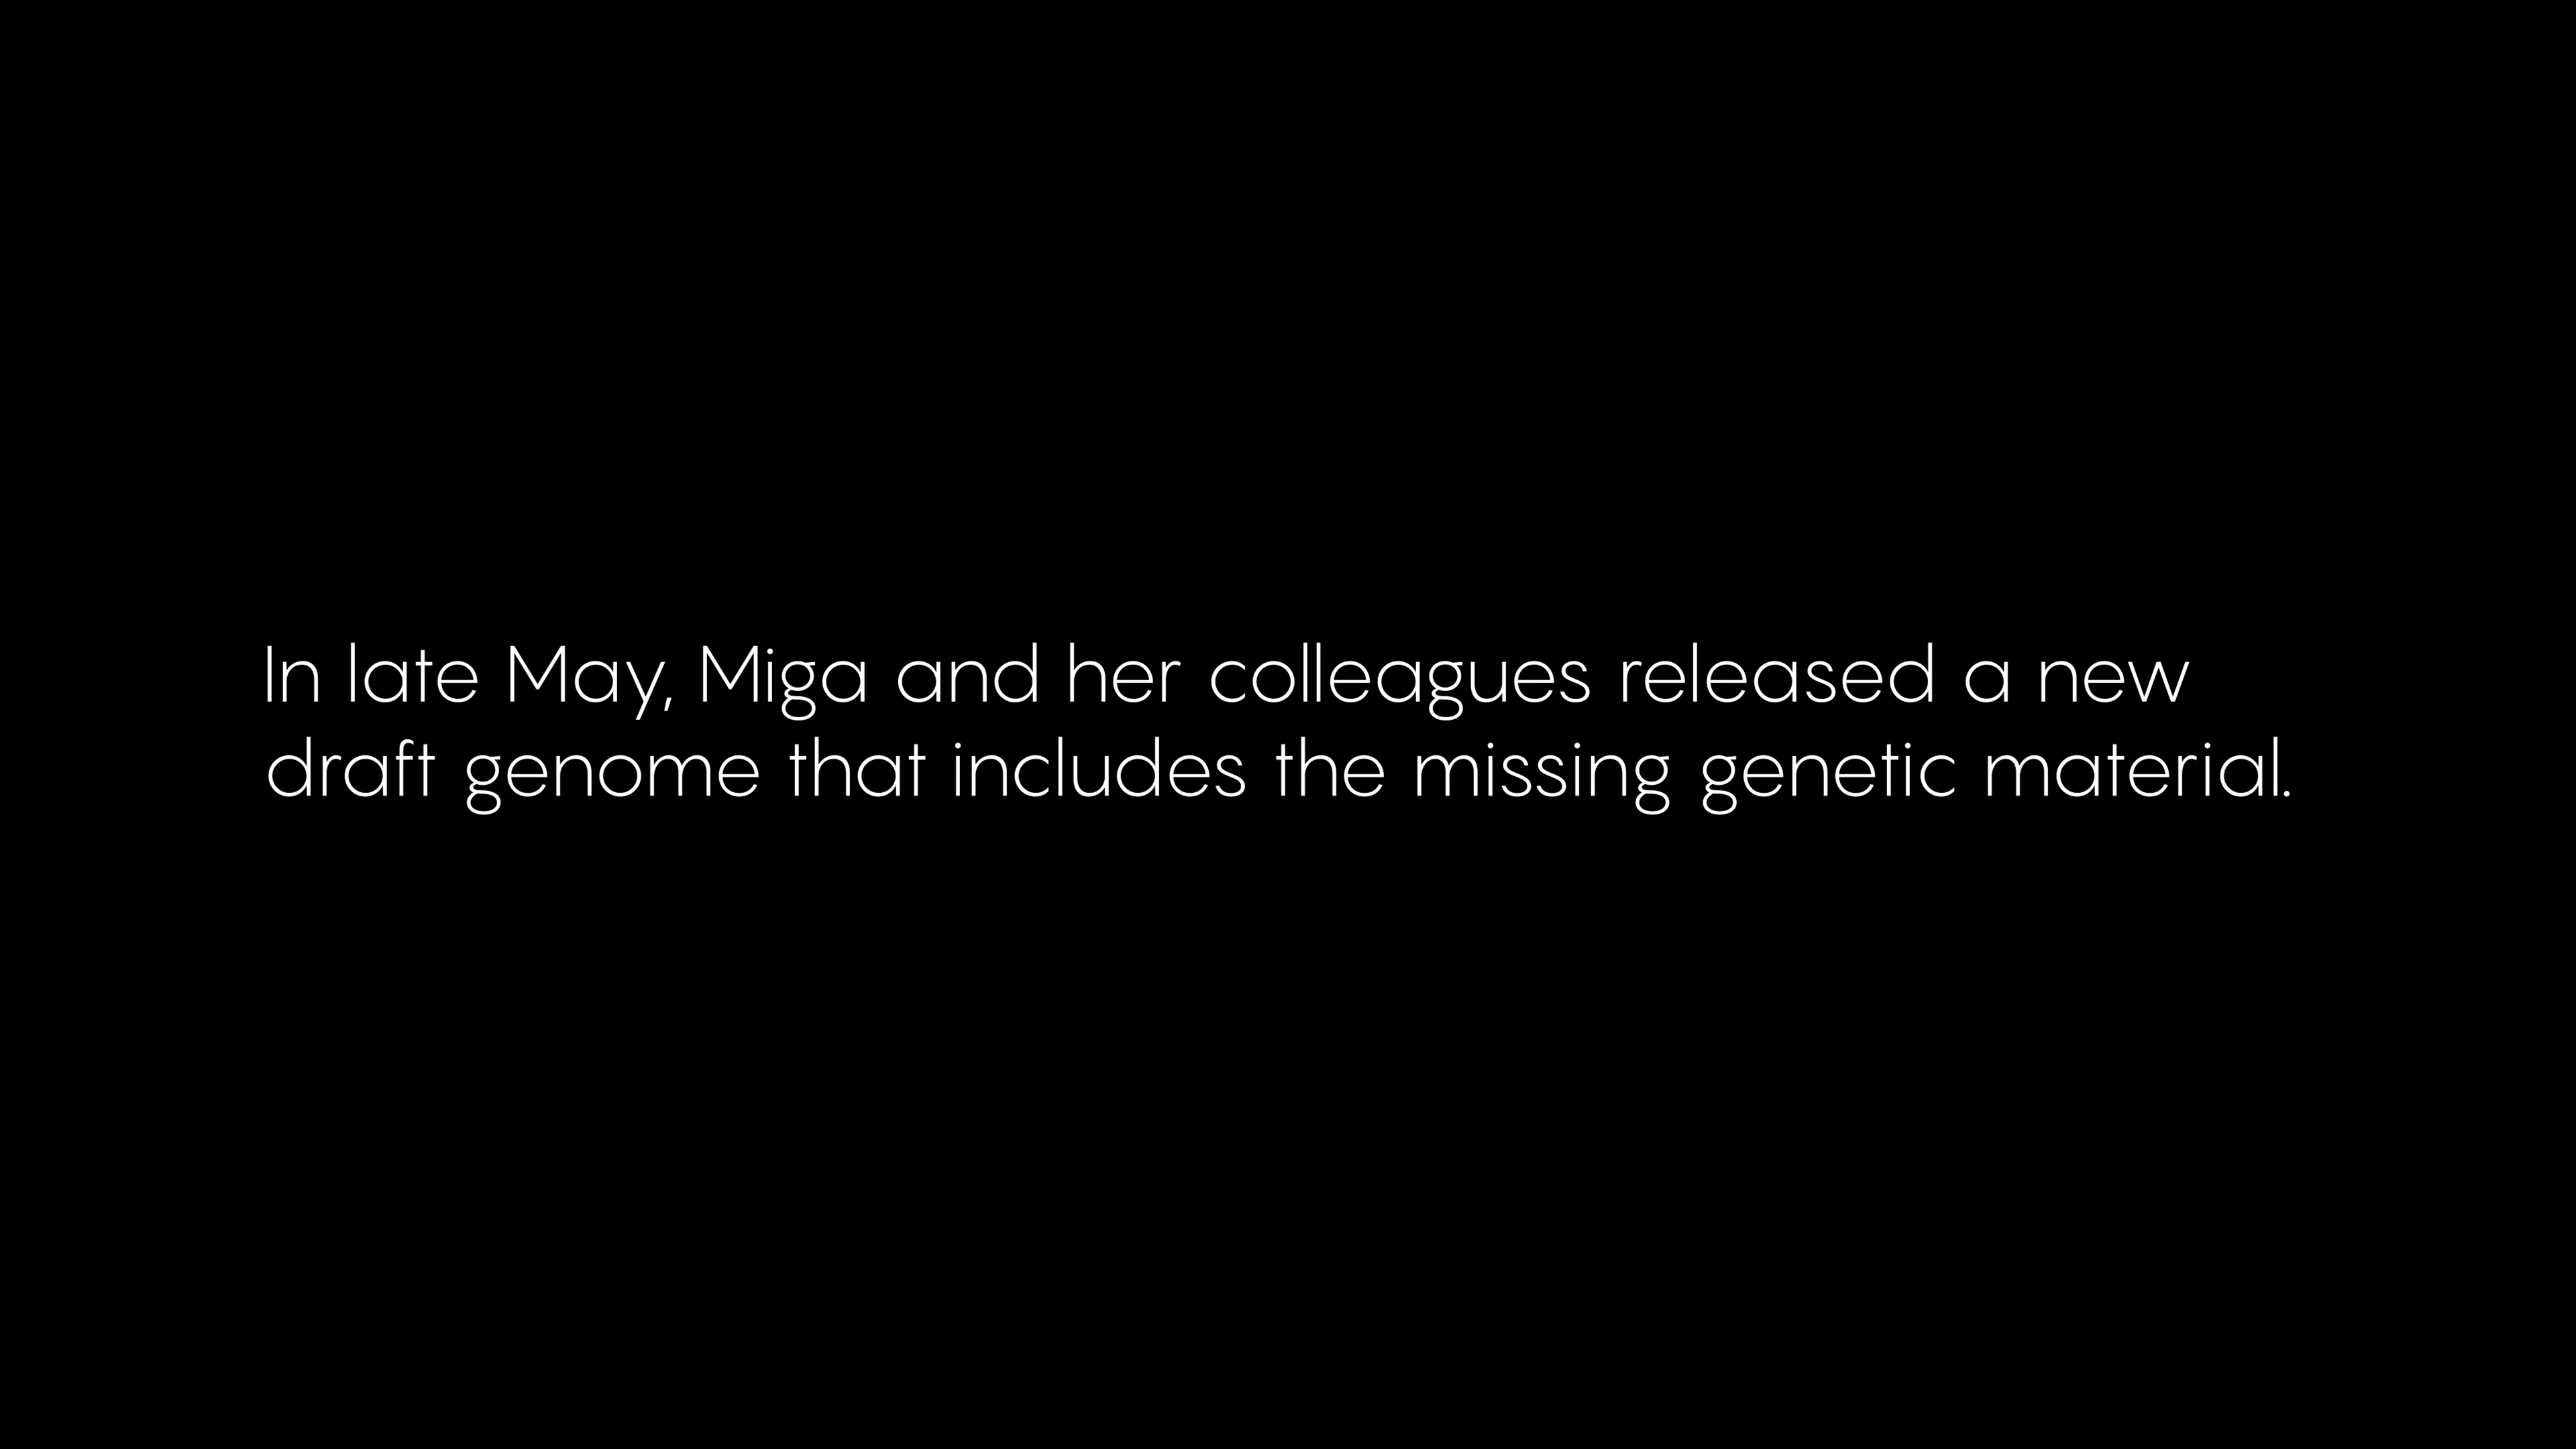 In late May, Miga and her colleagues released a new
draft genome that includes the missing genetic material.